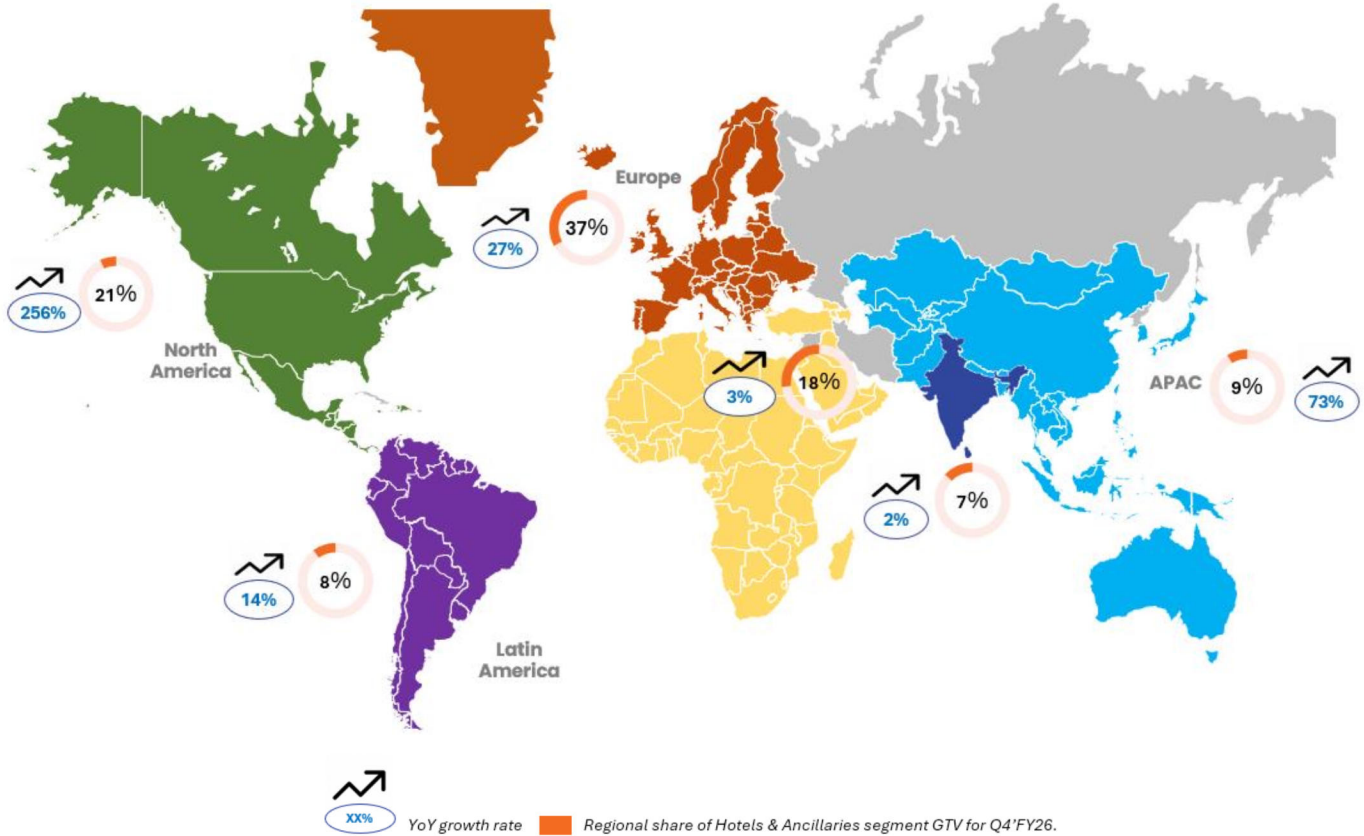 Europe
27%
37%
256%
21%
North
America
3%
18%
APAC
9%
73%
2%
7%
14%
8%
Latin
America
XX%
YoY growth rate
Regional share of Hotels & Ancillaries segment GTV for Q4'FY26.